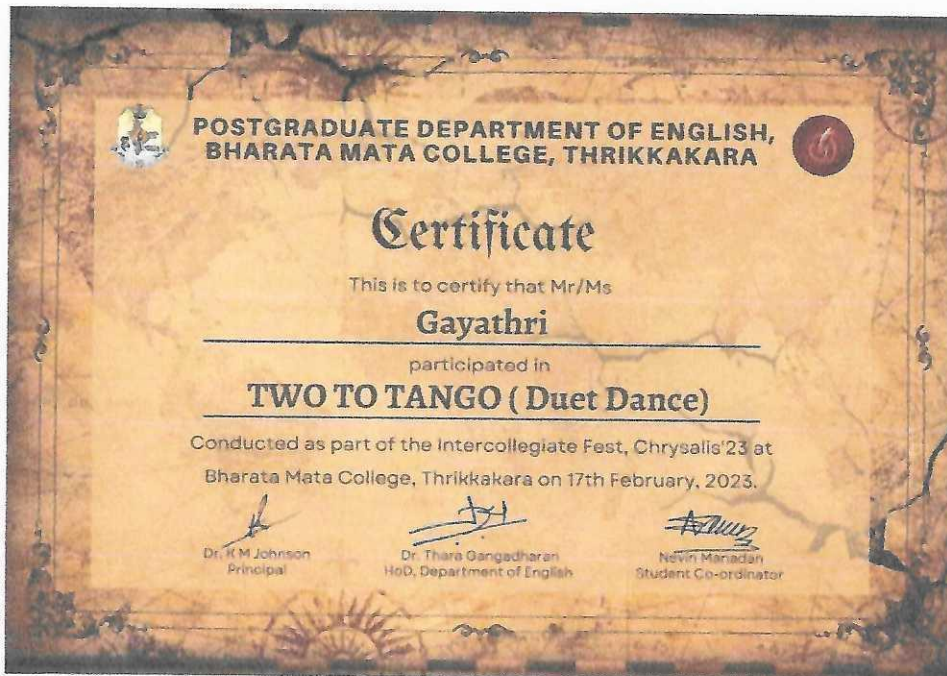 POSTGRADUATE DEPARTMENT OF ENGLISH,
BHARATA MATA COLLEGE, THRIKKAKARA
Certificate
This is to certify that Mr/Ms
Gayathri
participated in
TWO TO TANGO ( Duet Dance)
Conducted as part of the Intercollegiate Fest, Chrysalis'23 at
Bharata Mata College, Thrikkakara on 17th February, 2023.
Dr. K M Johnson
Principal
Dr. Thara Gangadharan
HoD, Department of English
Nevin Manadan
Student Co-ordinator